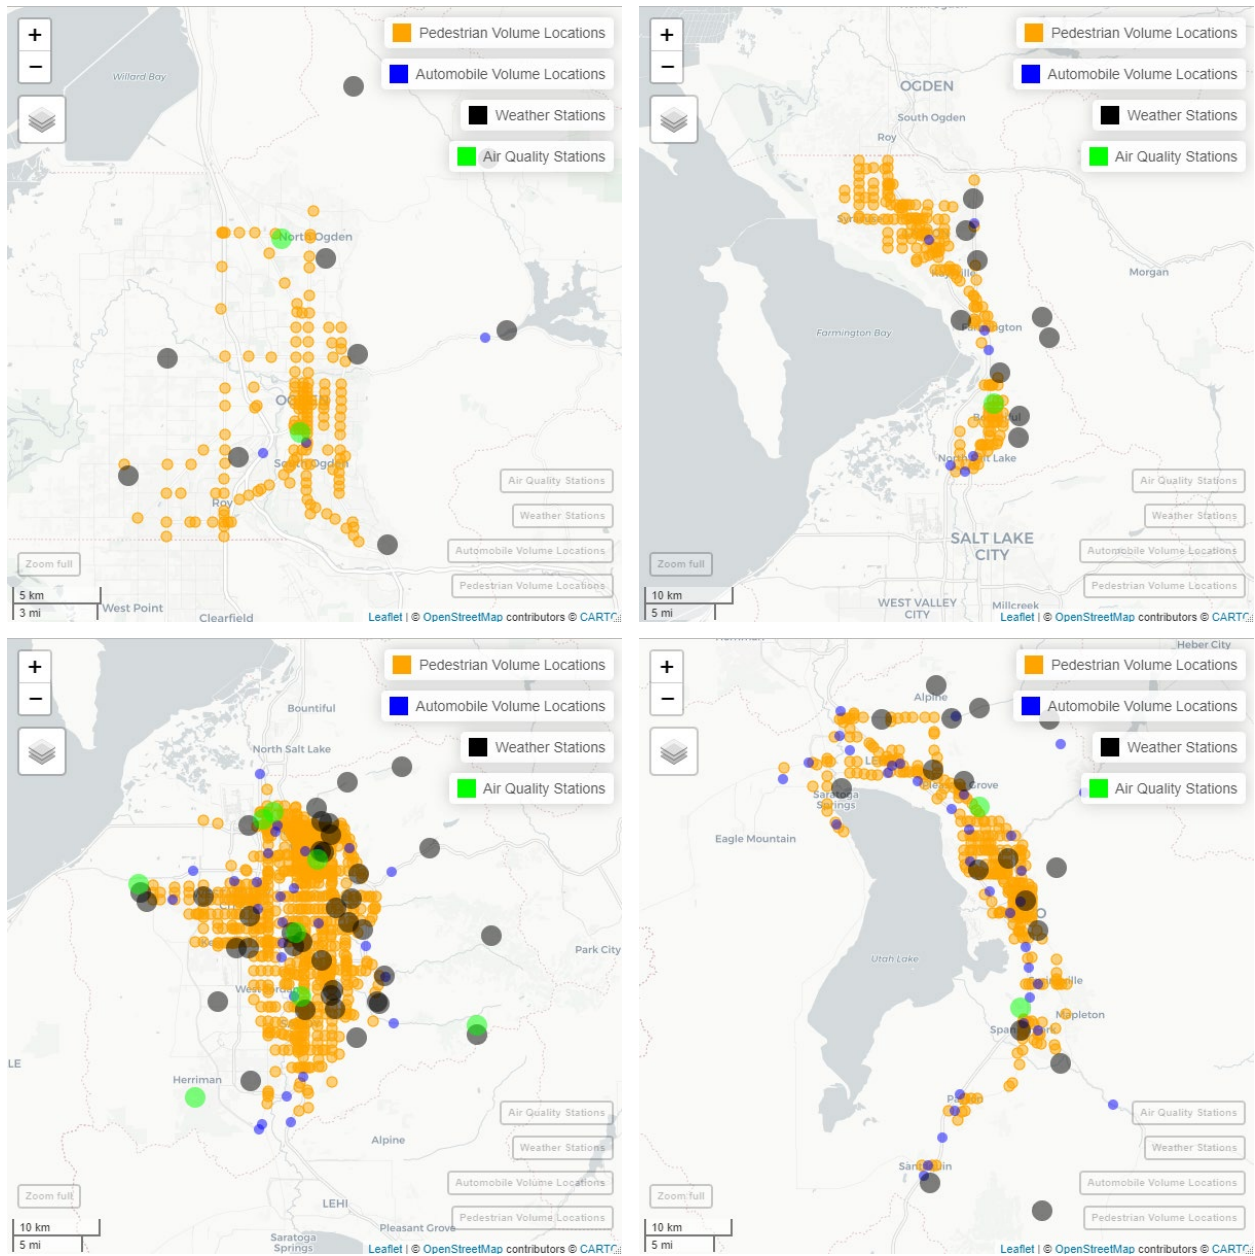 +
−
Willard Bay
Pedestrian Volume Locations
Automobile Volume Locations
Weather Stations
Air Quality Stations
North Ogden
OGDEN
South Ogden
Roy
Air Quality Stations
Weather Stations
Automobile Volume Locations
Pedestrian Volume Locations
Zoom full
5 km
3 mi
West Point
Clearfield
Leaflet | © OpenStreetMap contributors © CARTO
+
−
Pedestrian Volume Locations
Automobile Volume Locations
Weather Stations
Air Quality Stations
OGDEN
South Ogden
Roy
Morgan
Farmington Bay
Farmington
North Salt Lake
SALT LAKE
CITY
WEST VALLEY
CITY
Millcreek
Air Quality Stations
Weather Stations
Automobile Volume Locations
Pedestrian Volume Locations
Zoom full
10 km
5 mi
Leaflet | © OpenStreetMap contributors © CARTO
+
−
Pedestrian Volume Locations
Automobile Volume Locations
Weather Stations
Air Quality Stations
Bountiful
North Salt Lake
Park City
LE
Herriman
Alpine
LEHI
Pleasant Grove
Saratoga
Springs
Air Quality Stations
Weather Stations
Automobile Volume Locations
Pedestrian Volume Locations
Zoom full
10 km
5 mi
Leaflet | © OpenStreetMap contributors © CARTO
+
−
Heber City
Pedestrian Volume Locations
Automobile Volume Locations
Weather Stations
Air Quality Stations
Alpine
Saratoga
Springs
Eagle Mountain
Utah Lake
Mapleton
Air Quality Stations
Weather Stations
Automobile Volume Locations
Pedestrian Volume Locations
Zoom full
10 km
5 mi
Leaflet | © OpenStreetMap contributors © CARTO